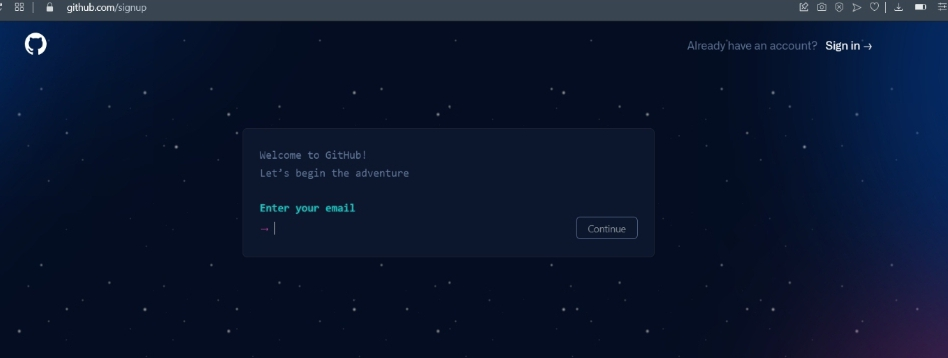 github.com/signup
Already have an account? Sign in →
Welcome to GitHub!
Let's begin the adventure
Enter your email
→
Continue